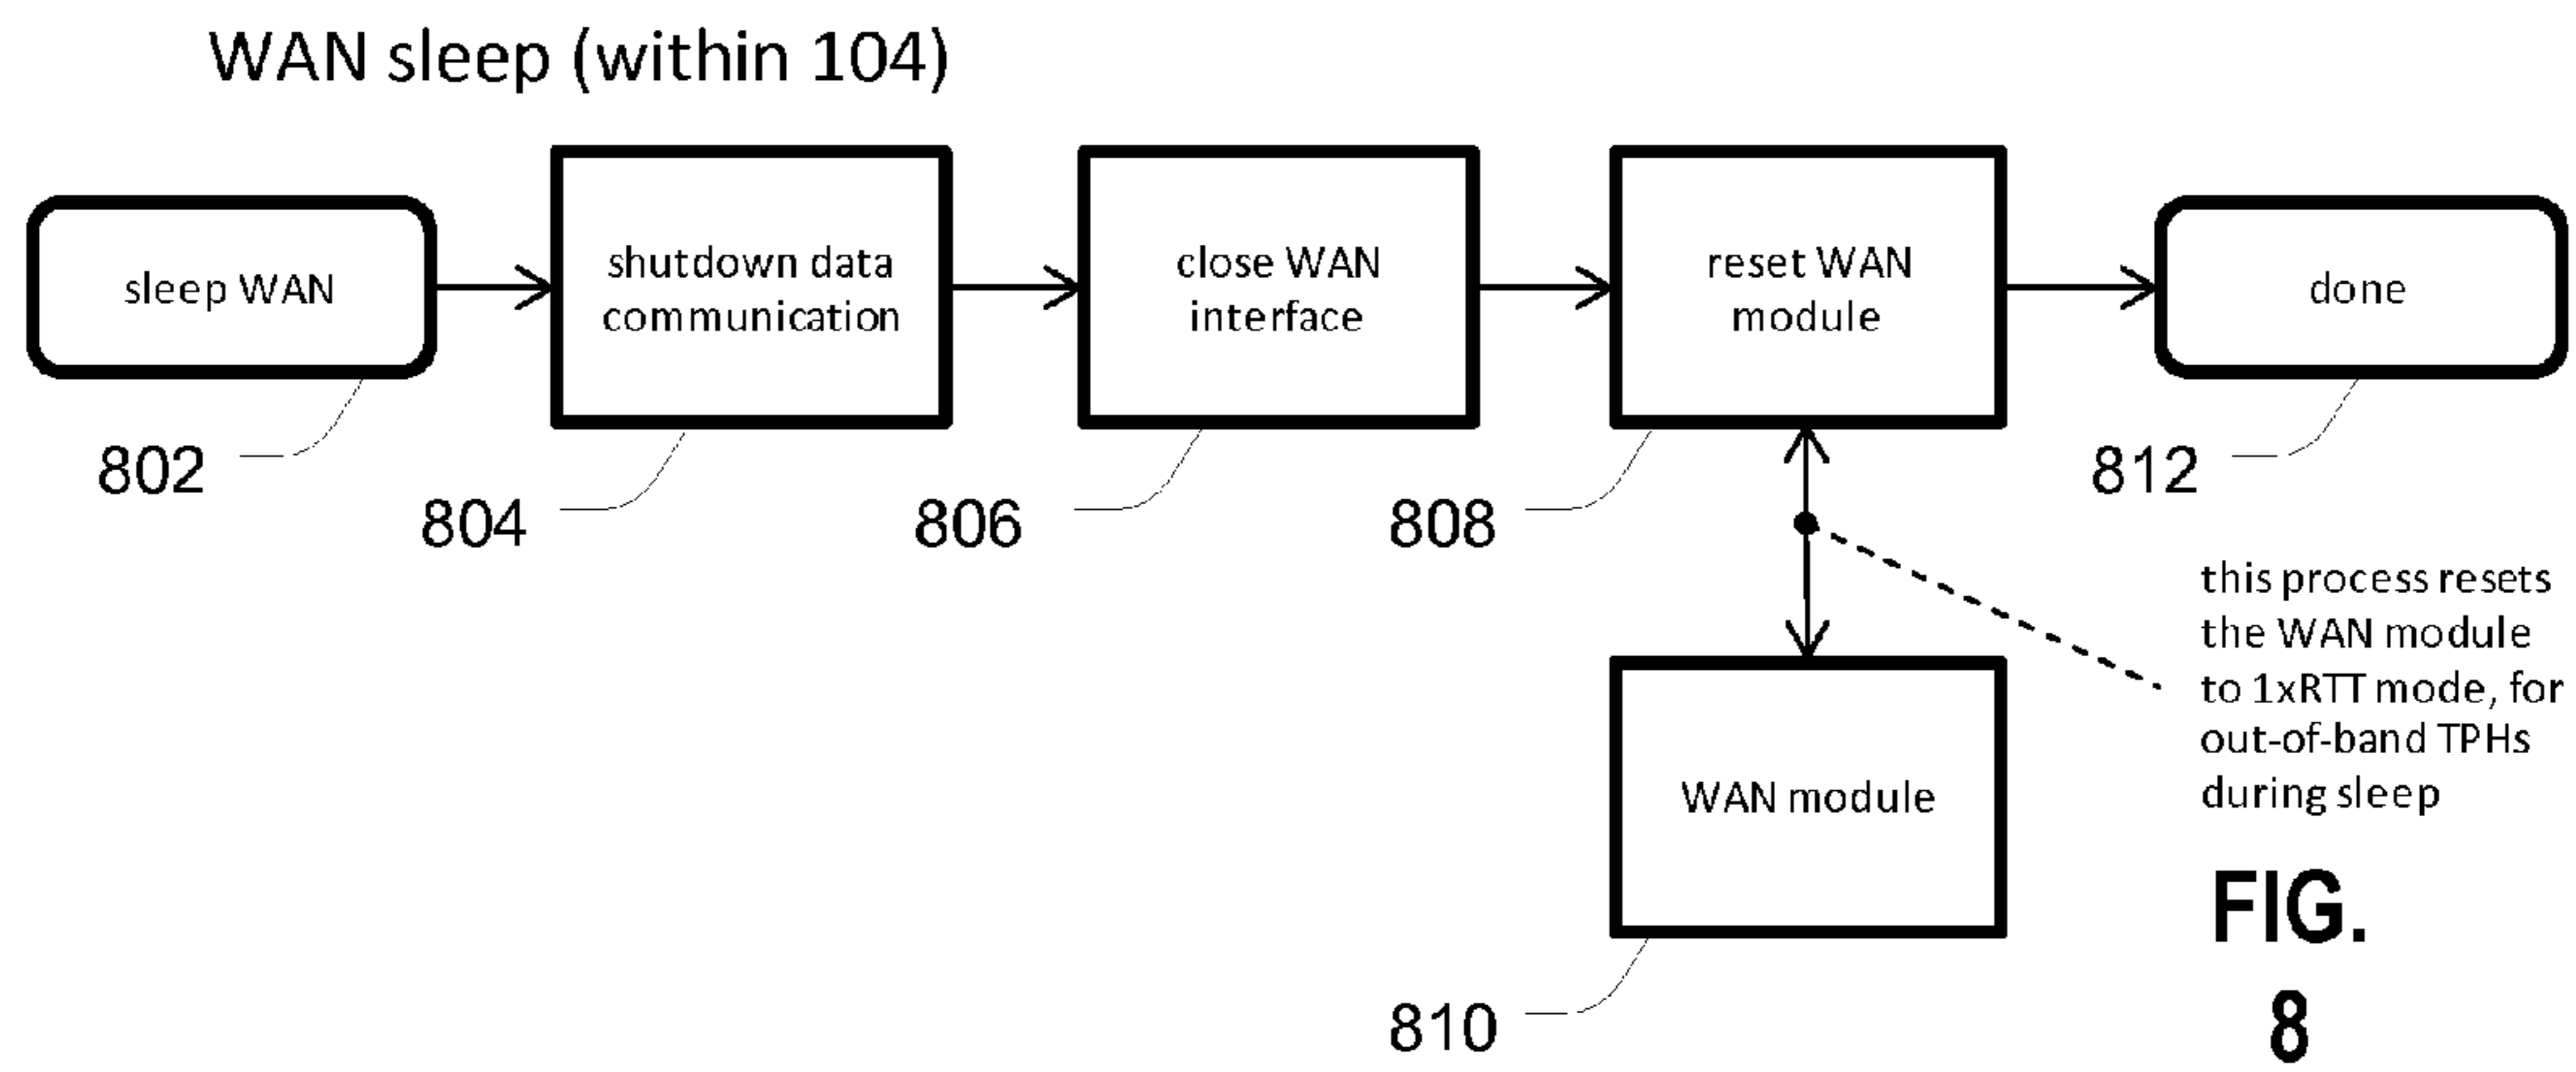 WAN sleep (within 104)
sleep WAN
shutdown data
communication
close WAN
interface
reset WAN
module
done
802
804
806
808
812
this process resets
the WAN module
to 1xRTT mode, for
out-of-band TPHs
during sleep
WAN module
810
FIG.
8